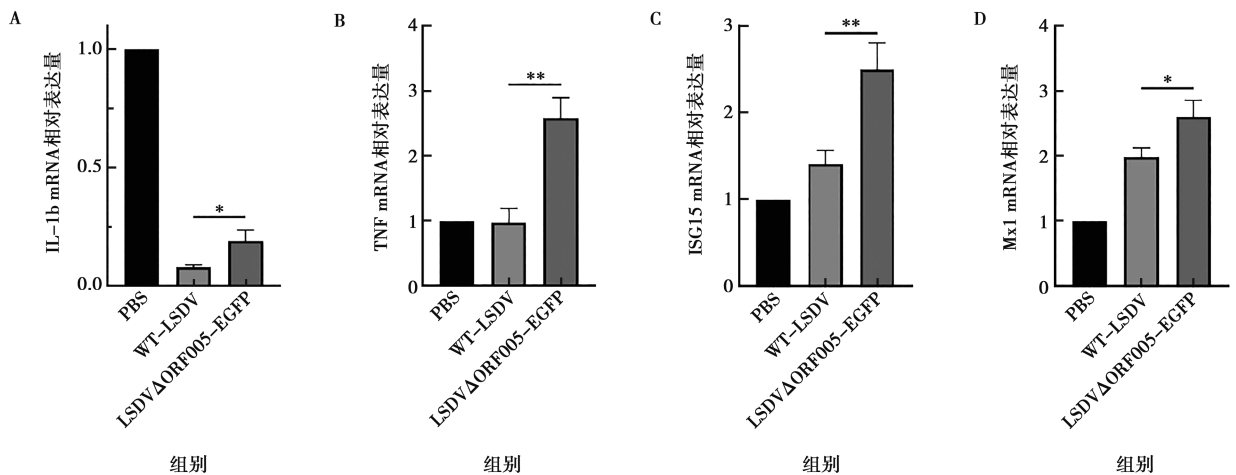 A
IL-1b mRNA相对表达量
1.0
0.5
0.0
*
PBS
WT-LSDV
LSDVΔORF005-EGFP
组别
B
TNF mRNA相对表达量
4
3
2
1
0
**
PBS
WT-LSDV
LSDVΔORF005-EGFP
组别
C
ISG15 mRNA相对表达量
3
2
1
0
**
PBS
WT-LSDV
LSDVΔORF005-EGFP
组别
D
Mx1 mRNA相对表达量
4
3
2
1
0
*
PBS
WT-LSDV
LSDVΔORF005-EGFP
组别